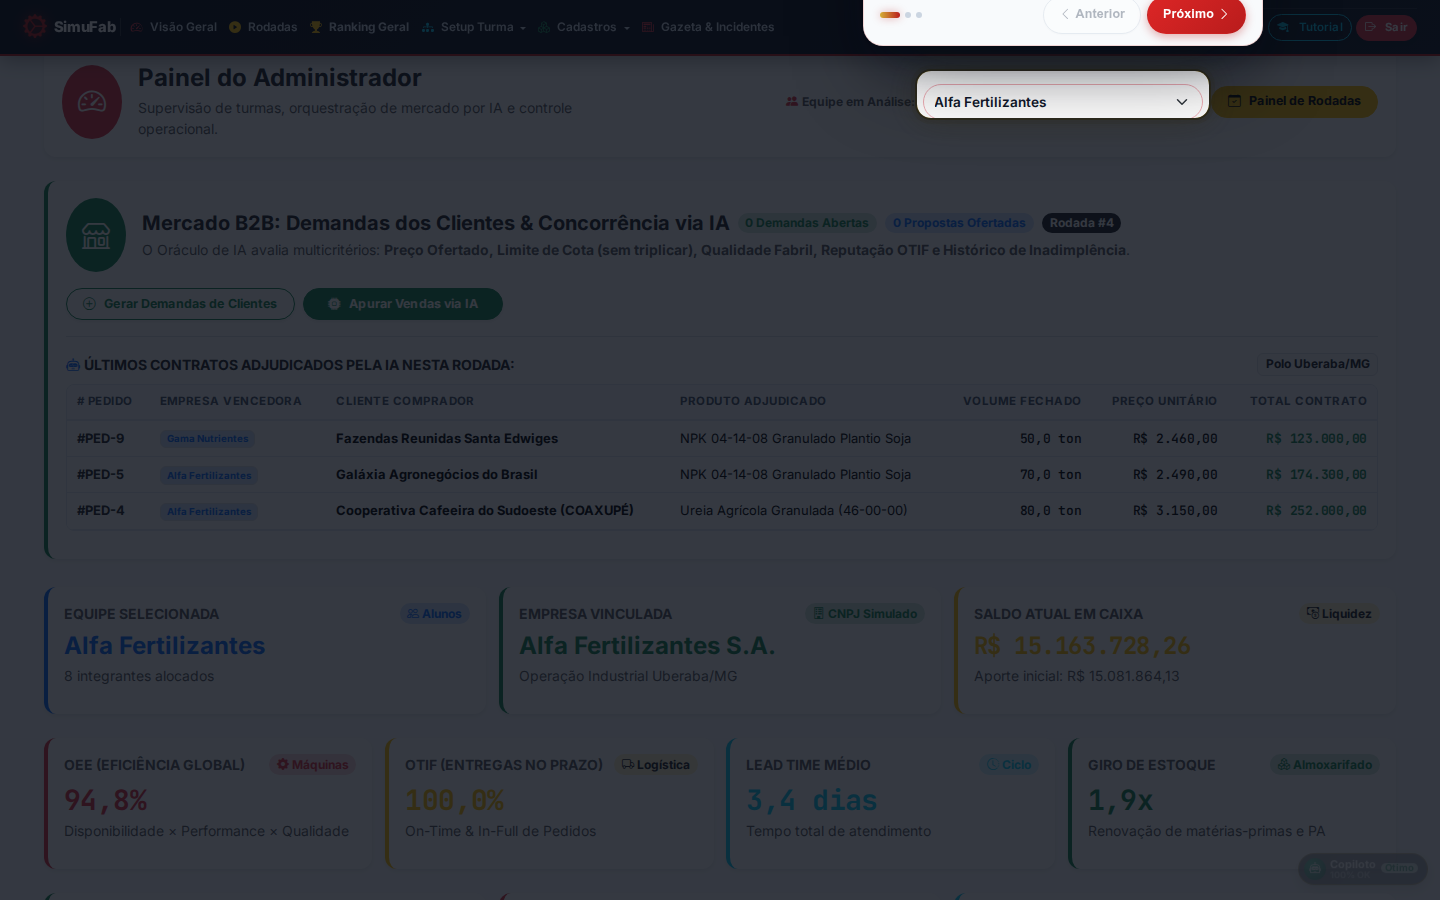 SimuFab
Visão Geral
Rodadas
Ranking Geral
Setup Turma
Cadastros
Gazeta & Incidentes
Anterior
Próximo
Tutorial
Sair
Painel do Administrador
Supervisão de turmas, orquestração de mercado por IA e controle
operacional.
Equipe em Análise:
Alfa Fertilizantes
Painel de Rodadas
Mercado B2B: Demandas dos Clientes & Concorrência via IA
0 Demandas Abertas
0 Propostas Ofertadas
Rodada #4
O Oráculo de IA avalia multicritérios: Preço Ofertado, Limite de Cota (sem triplicar), Qualidade Fabril, Reputação OTIF e Histórico de Inadimplência.
Gerar Demandas de Clientes
Apurar Vendas via IA
ÚLTIMOS CONTRATOS ADJUDICADOS PELA IA NESTA RODADA:
Polo Uberaba/MG
# PEDIDO EMPRESA VENCEDORA CLIENTE COMPRADOR PRODUTO ADJUDICADO VOLUME FECHADO PREÇO UNITÁRIO TOTAL CONTRATO
#PED-9 Gama Nutrientes Fazendas Reunidas Santa Edwiges NPK 04-14-08 Granulado Plantio Soja 50,0 ton R$ 2.460,00 R$ 123.000,00
#PED-5 Alfa Fertilizantes Galáxia Agronegócios do Brasil NPK 04-14-08 Granulado Plantio Soja 70,0 ton R$ 2.490,00 R$ 174.300,00
#PED-4 Alfa Fertilizantes Cooperativa Cafeeira do Sudoeste (COAXUPÉ) Ureia Agrícola Granulada (46-00-00) 80,0 ton R$ 3.150,00 R$ 252.000,00
EQUIPE SELECIONADA
Alunos
Alfa Fertilizantes
8 integrantes alocados
EMPRESA VINCULADA
CNPJ Simulado
Alfa Fertilizantes S.A.
Operação Industrial Uberaba/MG
SALDO ATUAL EM CAIXA
Liquidez
R$ 15.163.728,26
Aporte inicial: R$ 15.081.864,13
OEE (EFICIÊNCIA GLOBAL)
Máquinas
94,8%
Disponibilidade × Performance × Qualidade
OTIF (ENTREGAS NO PRAZO)
Logística
100,0%
On-Time & In-Full de Pedidos
LEAD TIME MÉDIO
Ciclo
3,4 dias
Tempo total de atendimento
GIRO DE ESTOQUE
Almoxarifado
1,9x
Renovação de matérias-primas e PA
Copiloto